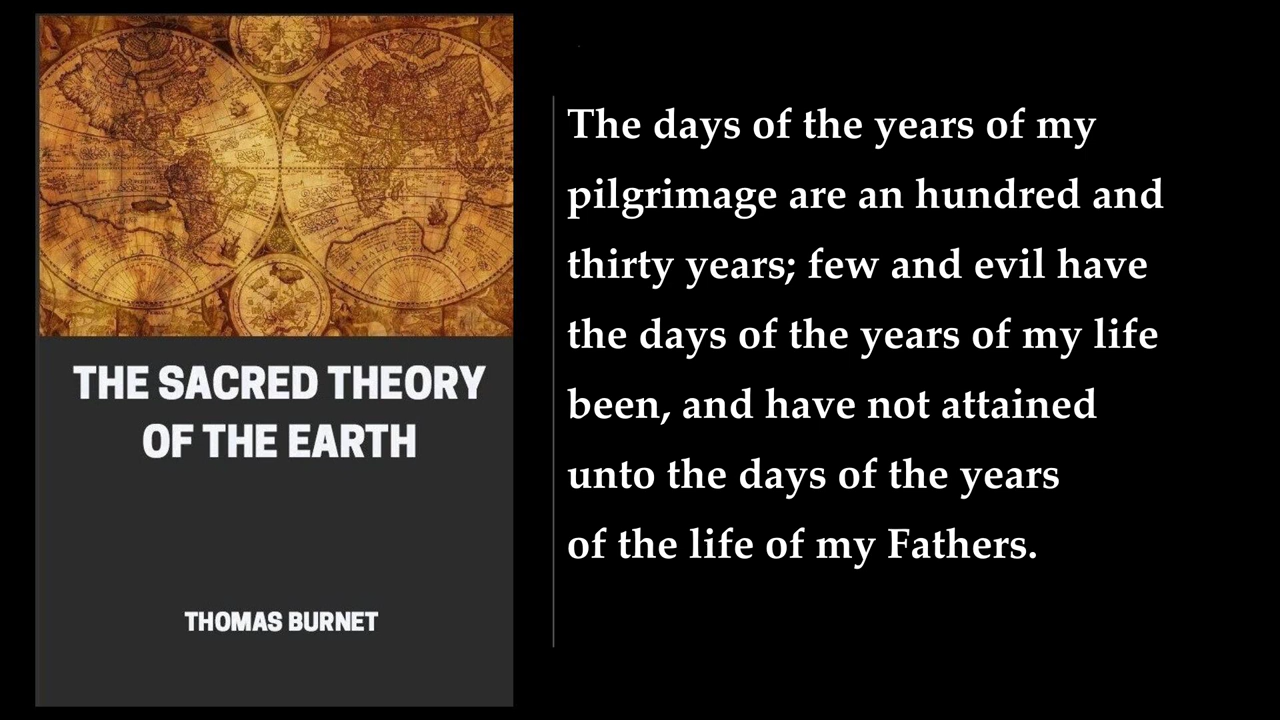 THE SACRED THEORY
OF THE EARTH
THOMAS BURNET
The days of the years of my
pilgrimage are an hundred and
thirty years; few and evil have
the days of the years of my life
been, and have not attained
unto the days of the years
of the life of my Fathers.